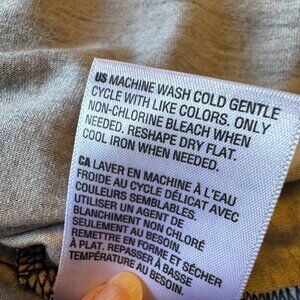 US MACHINE WASH COLD GENTLE
CYCLE WITH LIKE COLORS. ONLY
NON-CHLORINE BLEACH WHEN
NEEDED. RESHAPE DRY FLAT.
COOL IRON WHEN NEEDED.
CA LAVER EN MACHINE À L'EAU
FROIDE AU CYCLE DÉLICAT AVEC
COULEURS SEMBLABLES.
UTILISER UN AGENT DE
BLANCHIMENT NON CHLORÉ
SEULEMENT AU BESOIN.
REMETTRE EN FORME ET SÉCHER
À PLAT. REPASSER À BASSE
TEMPÉRATURE AU BESOIN.